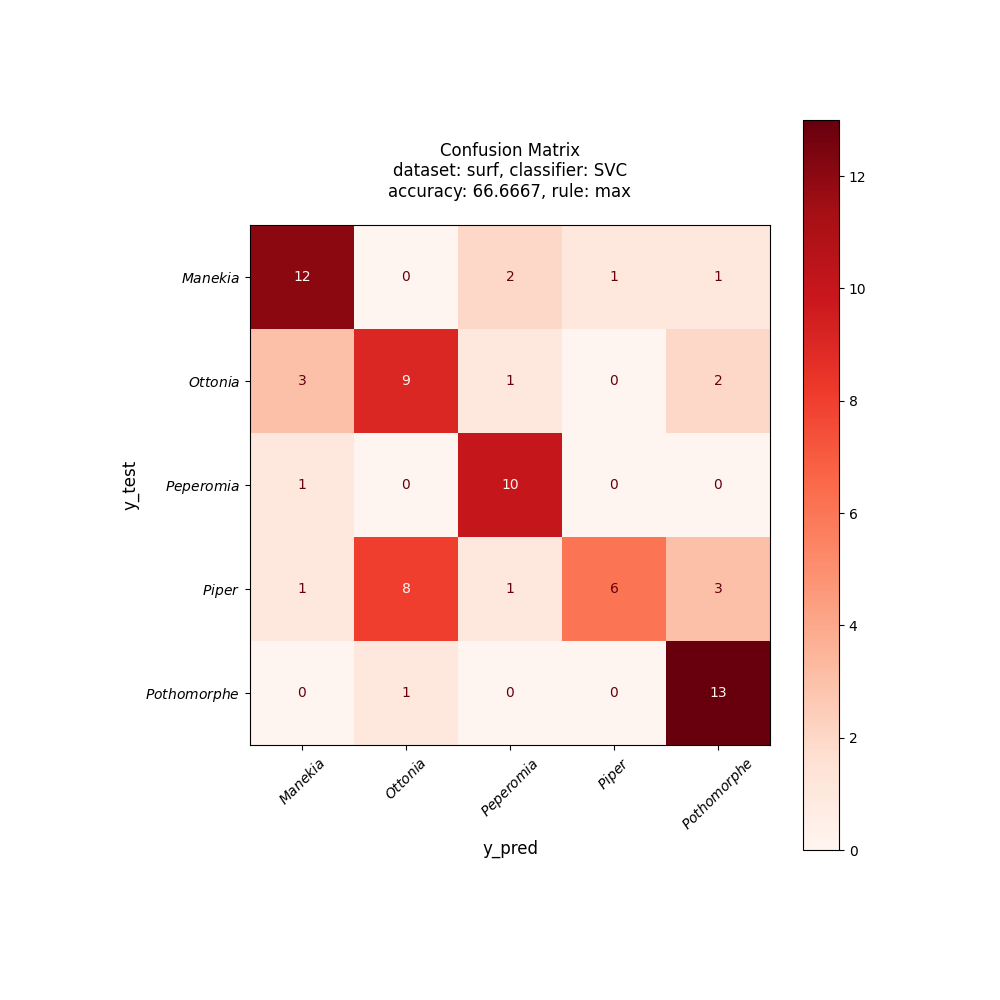 Confusion Matrix
dataset: surf, classifier: SVC
accuracy: 66.6667, rule: max
Manekia 12 0 2 1 1
Ottonia 3 9 1 0 2
Peperomia 1 0 10 0 0
Piper 1 8 1 6 3
Pothomorphe 0 1 0 0 13
Manekia Ottonia Peperomia Piper Pothomorphe
y_pred
y_test
12
10
8
6
4
2
0